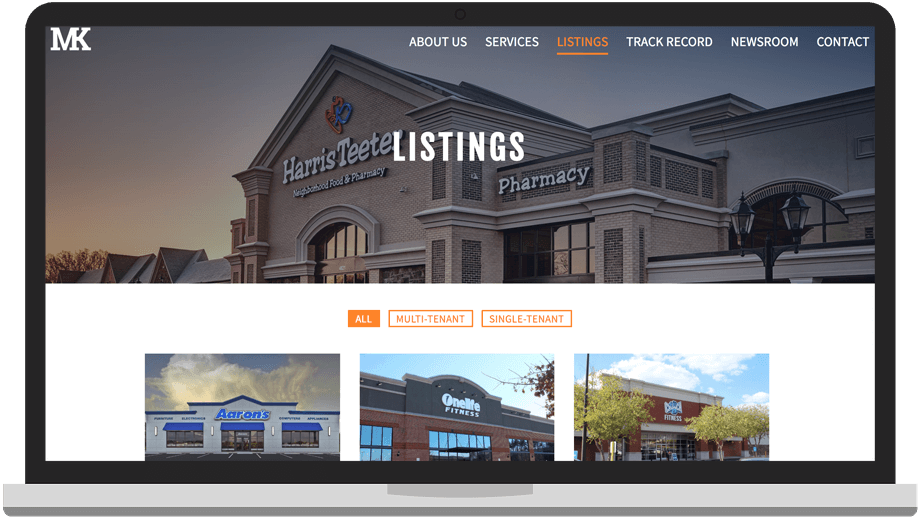 MK
ABOUT US SERVICES LISTINGS TRACK RECORD NEWSROOM CONTACT
Harris Teeter
Neighborhood Food & Pharmacy
LISTINGS
Pharmacy
ALL MULTI-TENANT SINGLE-TENANT
Aaron's
FURNITURE ELECTRONICS COMPUTERS APPLIANCES
Onelife
FITNESS
FITNESS